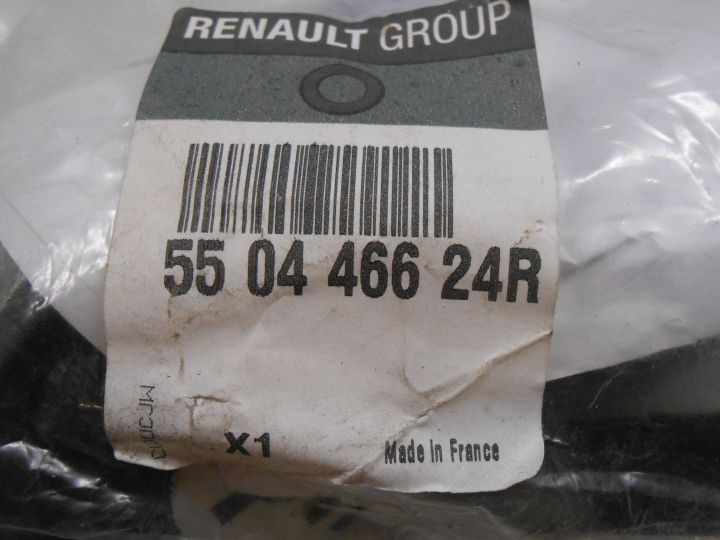 RENAULT GROUP
55 04 466 24R
X1
Made In France